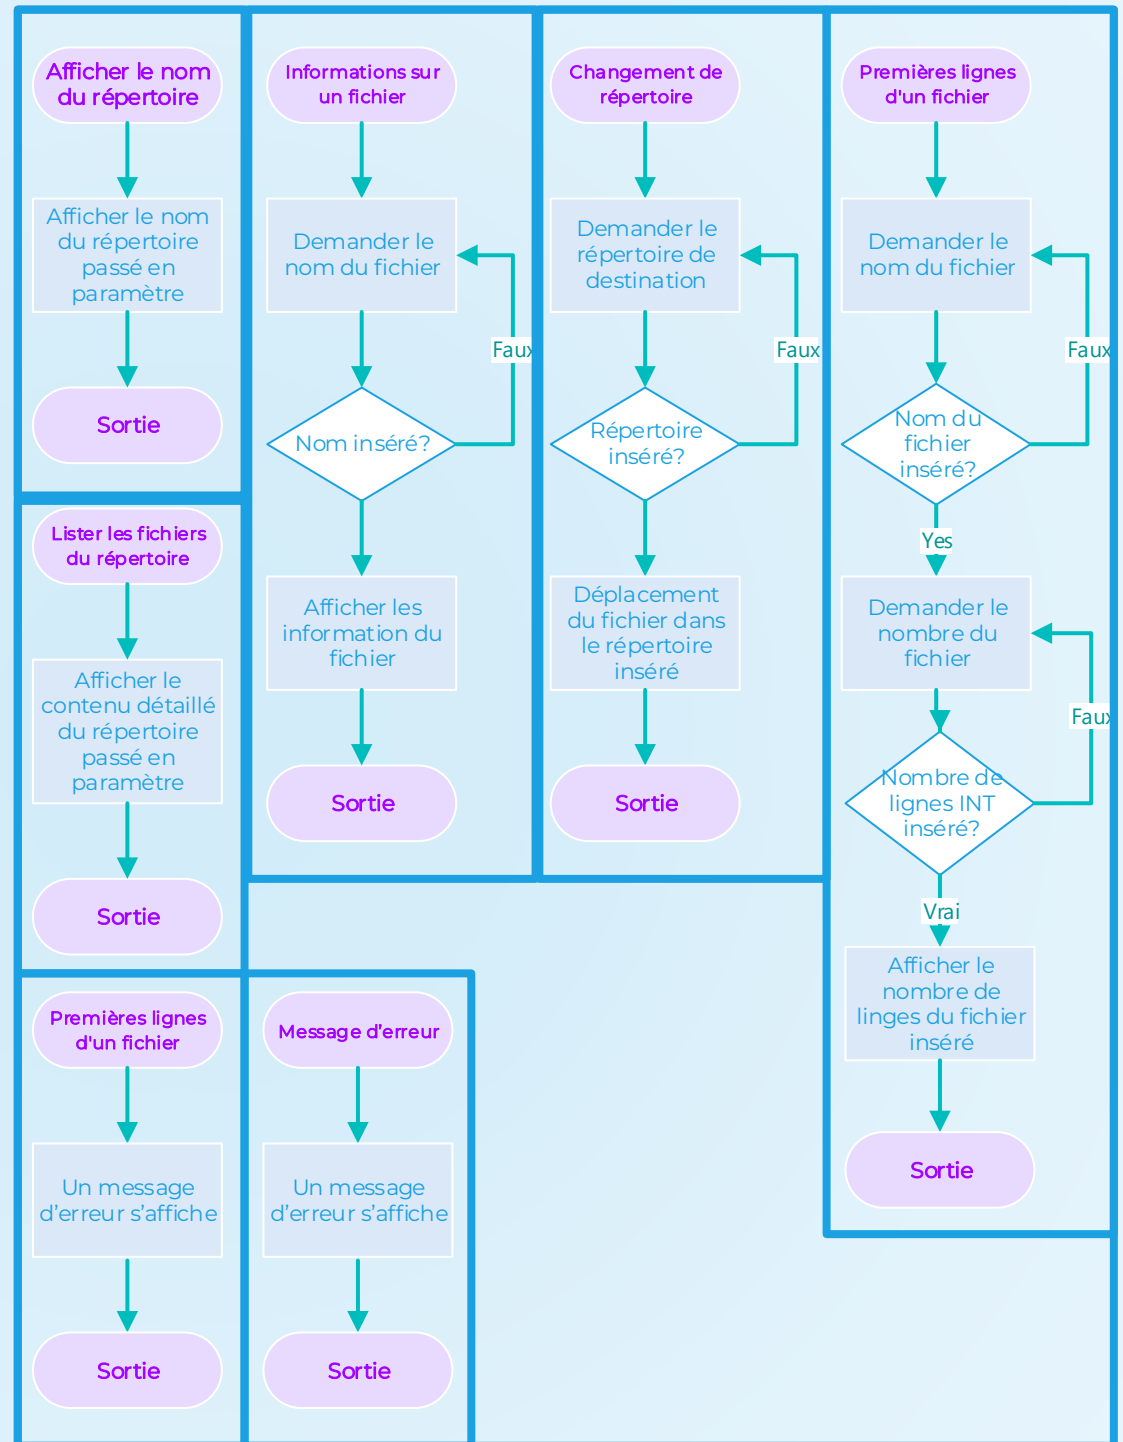 Afficher le nom
du répertoire
Afficher le nom
du répertoire
passé en
paramètre
Sortie
Informations sur
un fichier
Demander le
nom du fichier
Faux
Nom inséré?
Afficher les
information du
fichier
Sortie
Changement de
répertoire
Demander le
répertoire de
destination
Faux
Répertoire
inséré?
Déplacement
du fichier dans
le répertoire
inséré
Sortie
Premières lignes
d'un fichier
Demander le
nom du fichier
Faux
Nom du
fichier
inséré?
Yes
Demander le
nombre du
fichier
Faux
Nombre de
lignes INT
inséré?
Vrai
Afficher le
nombre de
linges du fichier
inséré
Sortie
Lister les fichiers
du répertoire
Afficher le
contenu détaillé
du répertoire
passé en
paramètre
Sortie
Premières lignes
d'un fichier
Un message
d'erreur s'affiche
Sortie
Message d'erreur
Un message
d'erreur s'affiche
Sortie